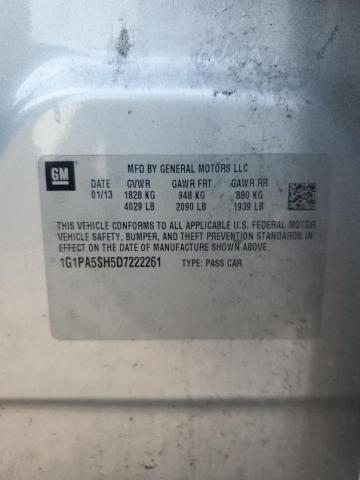 GM
MFD BY GENERAL MOTORS LLC
DATE GVWR GAWR FRT GAWR RR
01/13 1828 KG 948 KG 880 KG
4029 LB 2090 LB 1939 LB
THIS VEHICLE CONFORMS TO ALL APPLICABLE U.S. FEDERAL MOTOR
VEHICLE SAFETY, BUMPER, AND THEFT PREVENTION STANDARDS IN
EFFECT ON THE DATE OF MANUFACTURE SHOWN ABOVE.
1G1PA5SH5D7222261 TYPE: PASS CAR